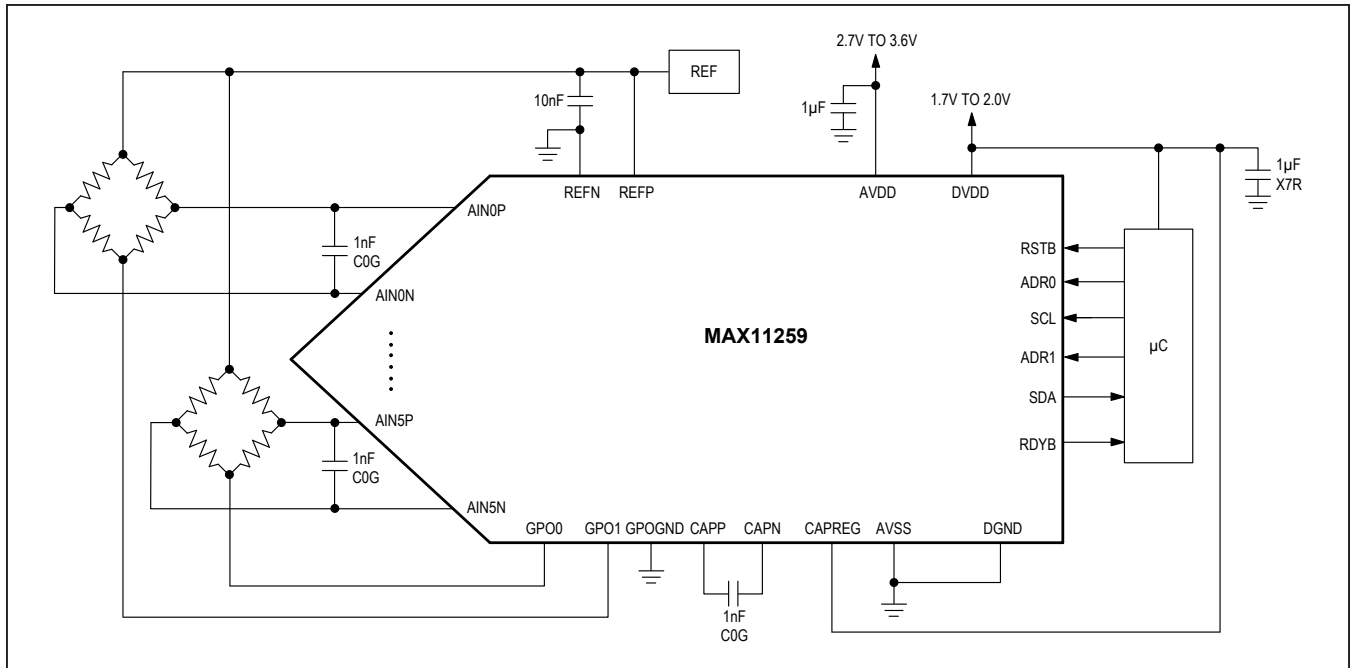 2.7V TO 3.6V
REF
10nF
1µF
1.7V TO 2.0V
1µF
X7R
REFN
REFP
AVDD
DVDD
AIN0P
1nF
C0G
AIN0N
RSTB
ADR0
SCL
ADR1
SDA
RDYB
µC
MAX11259
AIN5P
1nF
C0G
AIN5N
GPO0
GPO1
GPOGND
CAPP
CAPN
CAPREG
AVSS
DGND
1nF
C0G